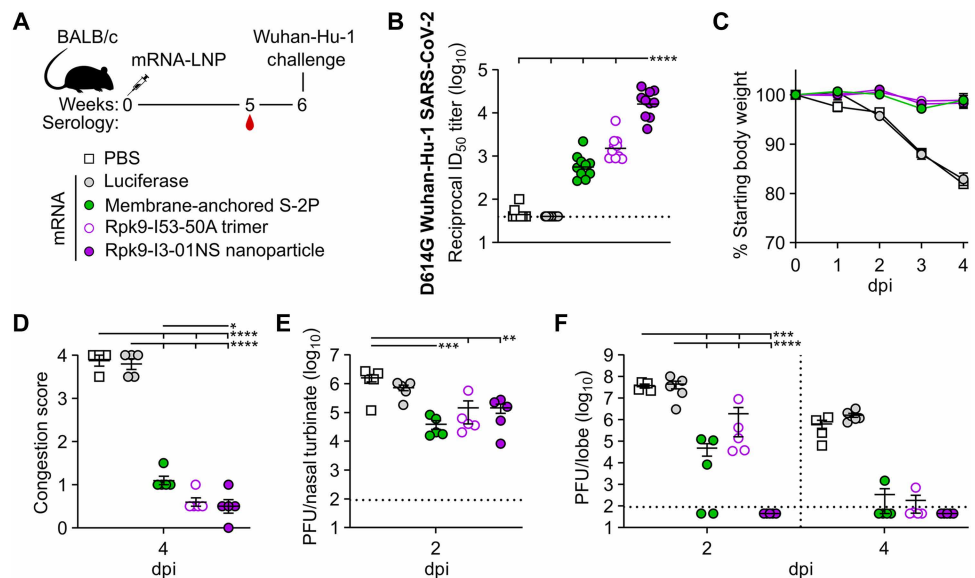 A
BALB/c
mRNA-LNP
Wuhan-Hu-1
challenge
Weeks: 0 5 6
Serology:
PBS
mRNA
Luciferase
Membrane-anchored S-2P
Rpk9-I53-50A trimer
Rpk9-I3-01NS nanoparticle
B
D614G Wuhan-Hu-1 SARS-CoV-2
Reciprocal ID50 titer (log10)
****
5
4
3
2
1
C
% Starting body weight
100
90
80
70
0 1 2 3 4
dpi
D
*
****
****
Congestion score
4
3
2
1
0
4
dpi
E
**
***
PFU/nasal turbinate (log10)
7
6
5
4
3
2
1
2
dpi
F
***
****
PFU/lobe (log10)
9
8
7
6
5
4
3
2
1
2 4
dpi